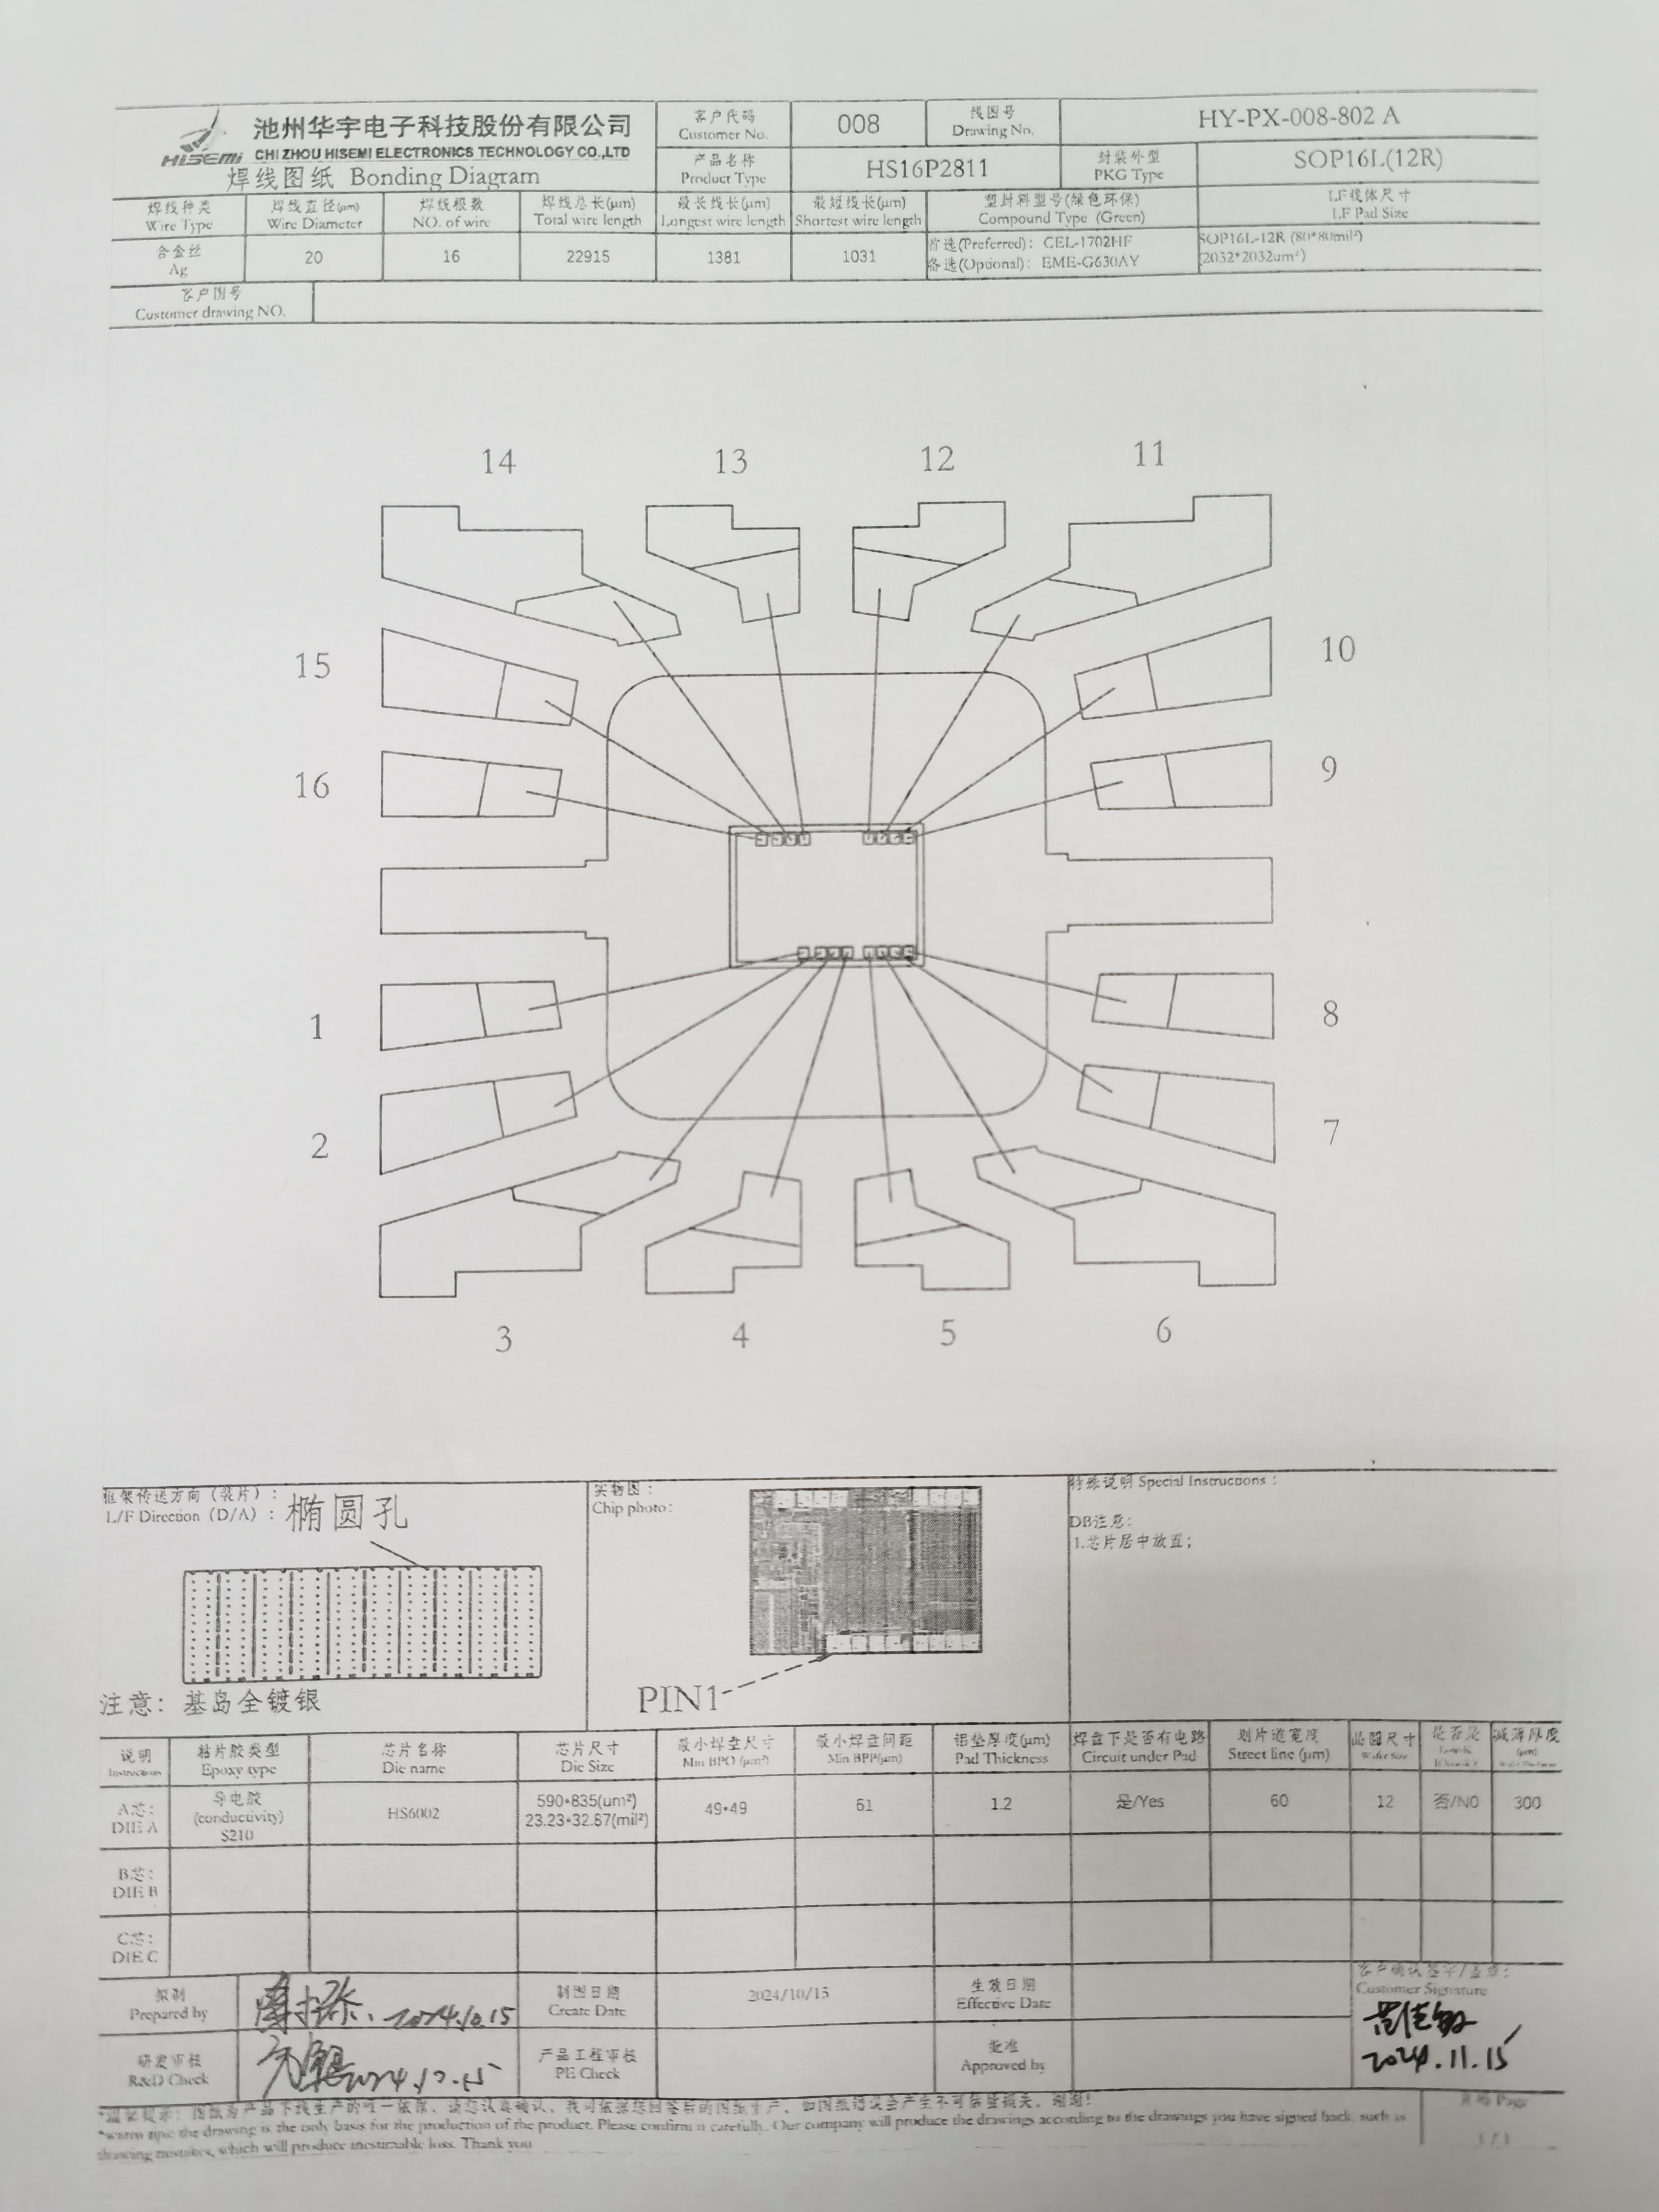 HISEMI
池州华宇电子科技股份有限公司
CHI ZHOU HISEMI ELECTRONICS TECHNOLOGY CO.,LTD
焊线图纸 Bonding Diagram
客户代码
Customer No.
008
线图号
Drawing No.
HY-PX-008-802 A
产品名称
Product Type
HS16P2811
封装外型
PKG Type
SOP16L(12R)
焊线种类
Wire Type
焊线直径(μm)
Wire Diameter
焊线根数
NO. of wire
焊线总长(μm)
Total wire length
最长线长(μm)
Longest wire length
最短线长(μm)
Shortest wire length
塑封料型号(绿色环保)
Compound Type (Green)
LF载体尺寸
LF Pad Size
合金丝
Ag
20
16
22915
1381
1031
首选(Preferred): CEL-1702HF
备选(Optional): EME-G630AY
SOP16L-12R (80*80mil²)
(2032*2032um²)
客户图号
Customer drawing NO.
14
13
12
11
15
10
16
9
1
8
2
7
3
4
5
6
框架传送方向 (装片):
L/F Direction (D/A):
椭圆孔
注意: 基岛全镀银
实物图:
Chip photo:
PIN1
特殊说明 Special Instructions:
DB注意:
1.芯片居中放置;
说明
Instructions
粘片胶类型
Epoxy type
芯片名称
Die name
芯片尺寸
Die Size
最小焊盘尺寸
Min BPO (μm²)
最小焊盘间距
Min BPP(μm)
铝垫厚度(μm)
Pad Thickness
焊盘下是否有电路
Circuit under Pad
划片道宽度
Street line (μm)
晶圆尺寸
Wafer Size
是否是
减薄厚度
(μm)
A芯:
DIE A
导电胶
(conductivity)
S210
HS6002
590*835(um²)
23.23*32.87(mil²)
49*49
61
1.2
是/Yes
60
12
否/NO
300
B芯:
DIE B
C芯:
DIE C
拟制
Prepared by
2024.10.15
制图日期
Create Date
2024/10/15
生效日期
Effective Date
客户确认签字/盖章:
Customer Signature
2024.11.15
研发审核
R&D Check
2024.10.15
产品工程审核
PE Check
批准
Approved by
*温馨提示: 图纸为产品下线生产的唯一依据、请您认真确认、我司依据您回签后的图纸生产、如图纸错误会产生不可估量损失、谢谢!
*warm tips: the drawing is the only basis for the production of the product. Please confirm it carefully. Our company will produce the drawings according to the drawings you have signed back, such as
drawing mistakes, which will produce inestimable loss. Thank you
页码 Page
1/1